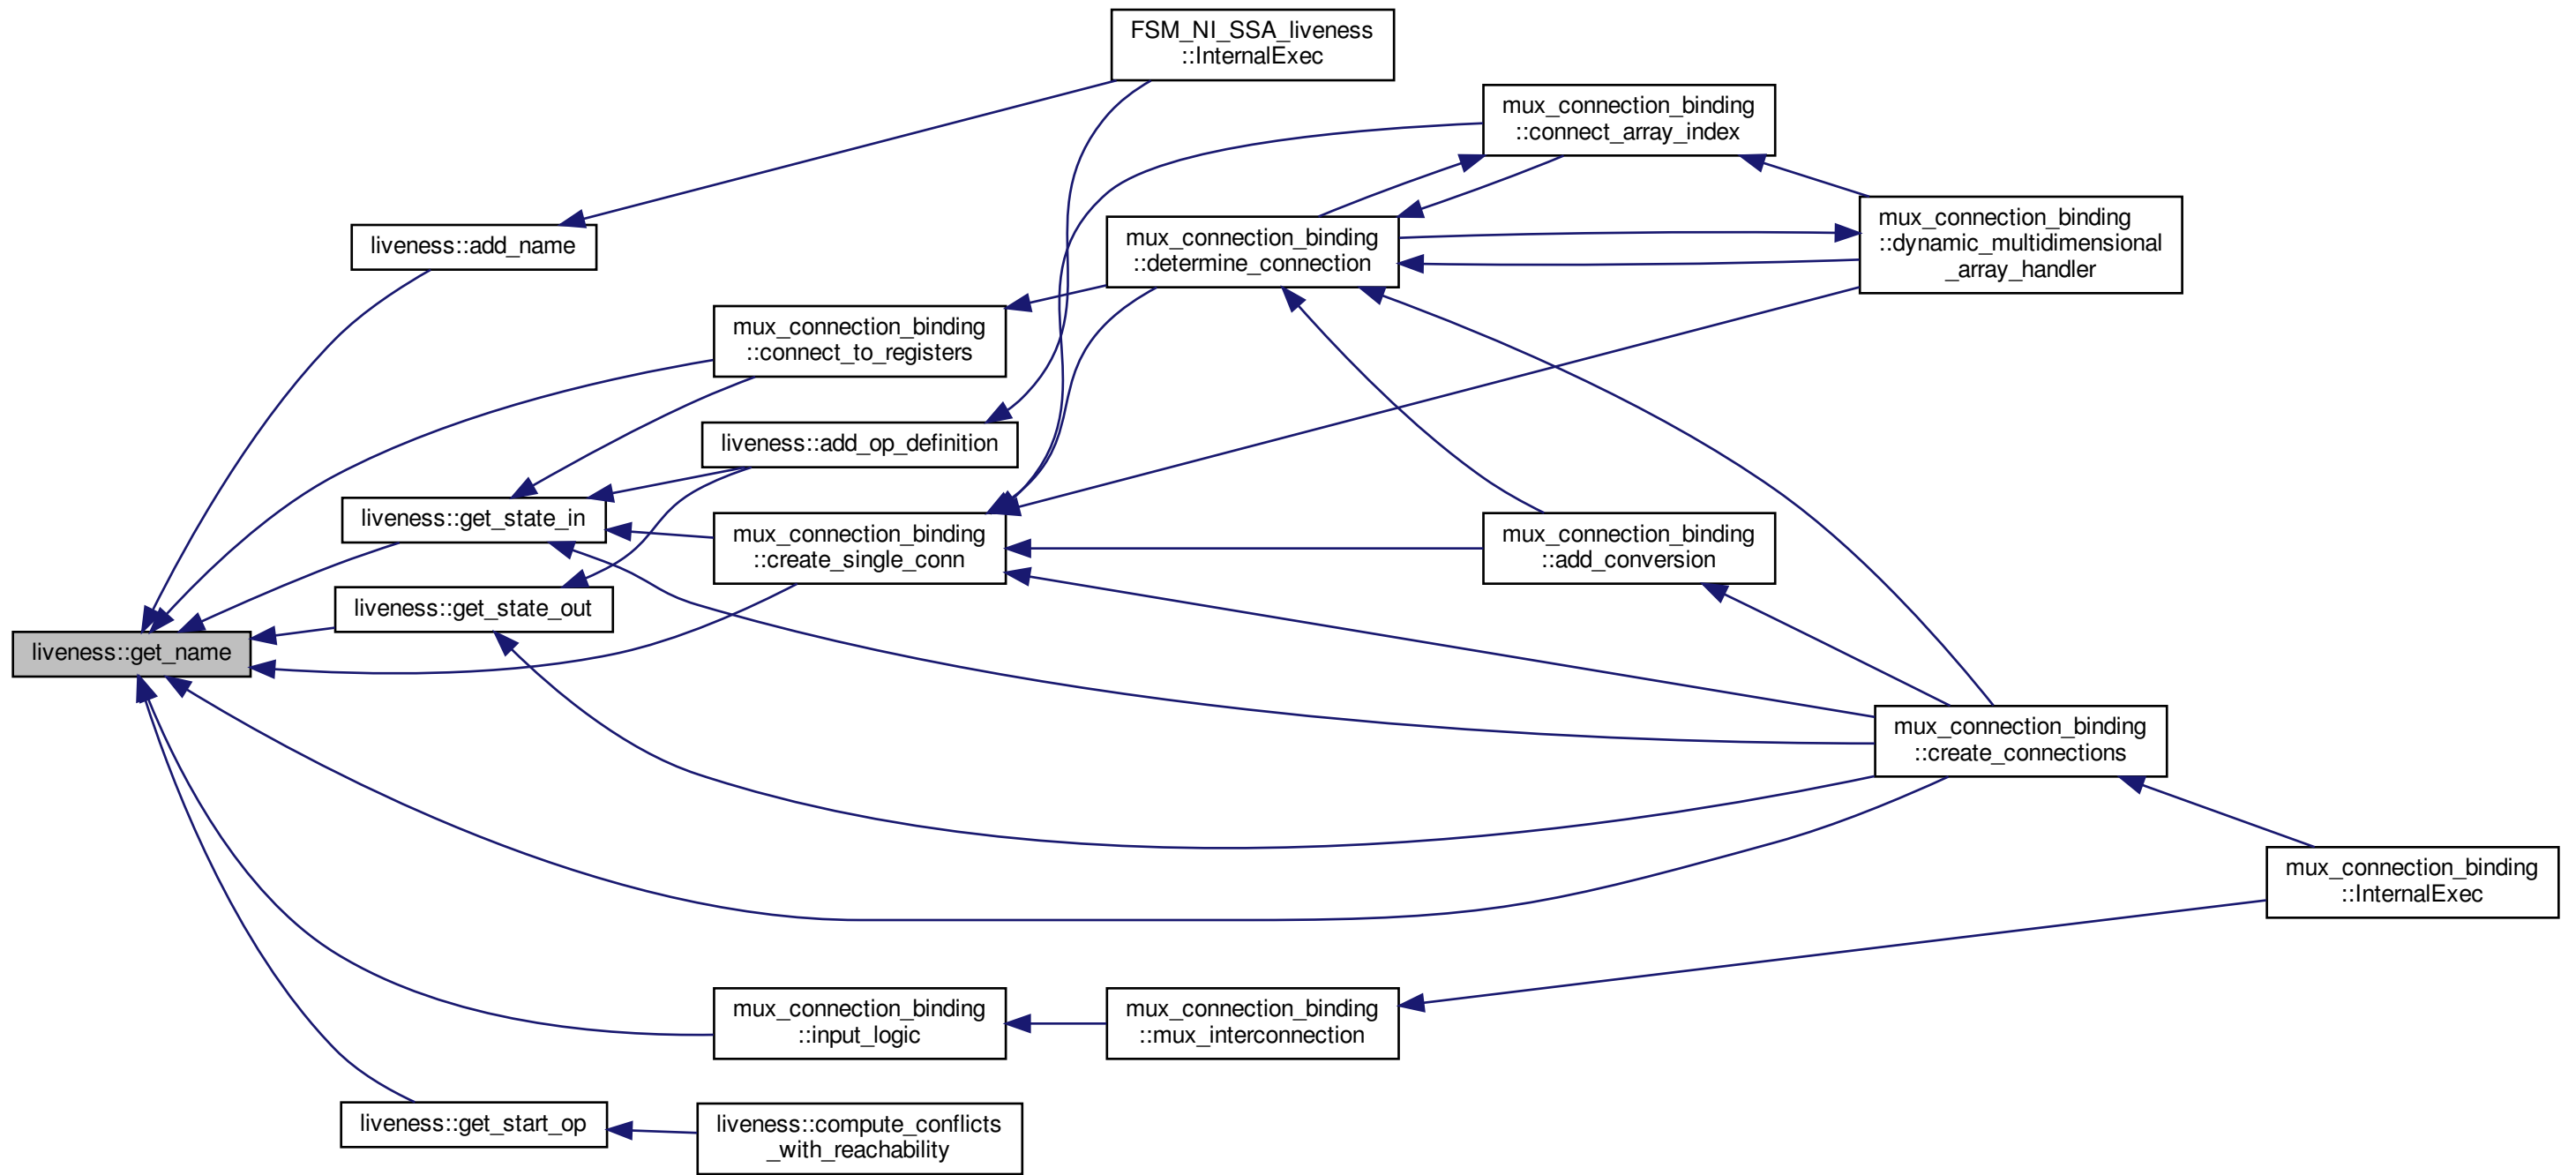 FSM_NI_SSA_liveness
::InternalExec
mux_connection_binding
::connect_array_index
mux_connection_binding
::dynamic_multidimensional
_array_handler
liveness::add_name
mux_connection_binding
::determine_connection
mux_connection_binding
::connect_to_registers
liveness::add_op_definition
liveness::get_state_in
mux_connection_binding
::create_single_conn
mux_connection_binding
::add_conversion
liveness::get_state_out
liveness::get_name
mux_connection_binding
::create_connections
mux_connection_binding
::InternalExec
mux_connection_binding
::input_logic
mux_connection_binding
::mux_interconnection
liveness::get_start_op
liveness::compute_conflicts
_with_reachability